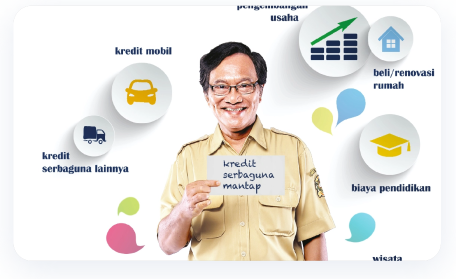 pengembangan
usaha
kredit mobil
beli/renovasi
rumah
kredit
serbaguna lainnya
kredit
serbaguna
mantap
biaya pendidikan
wisata